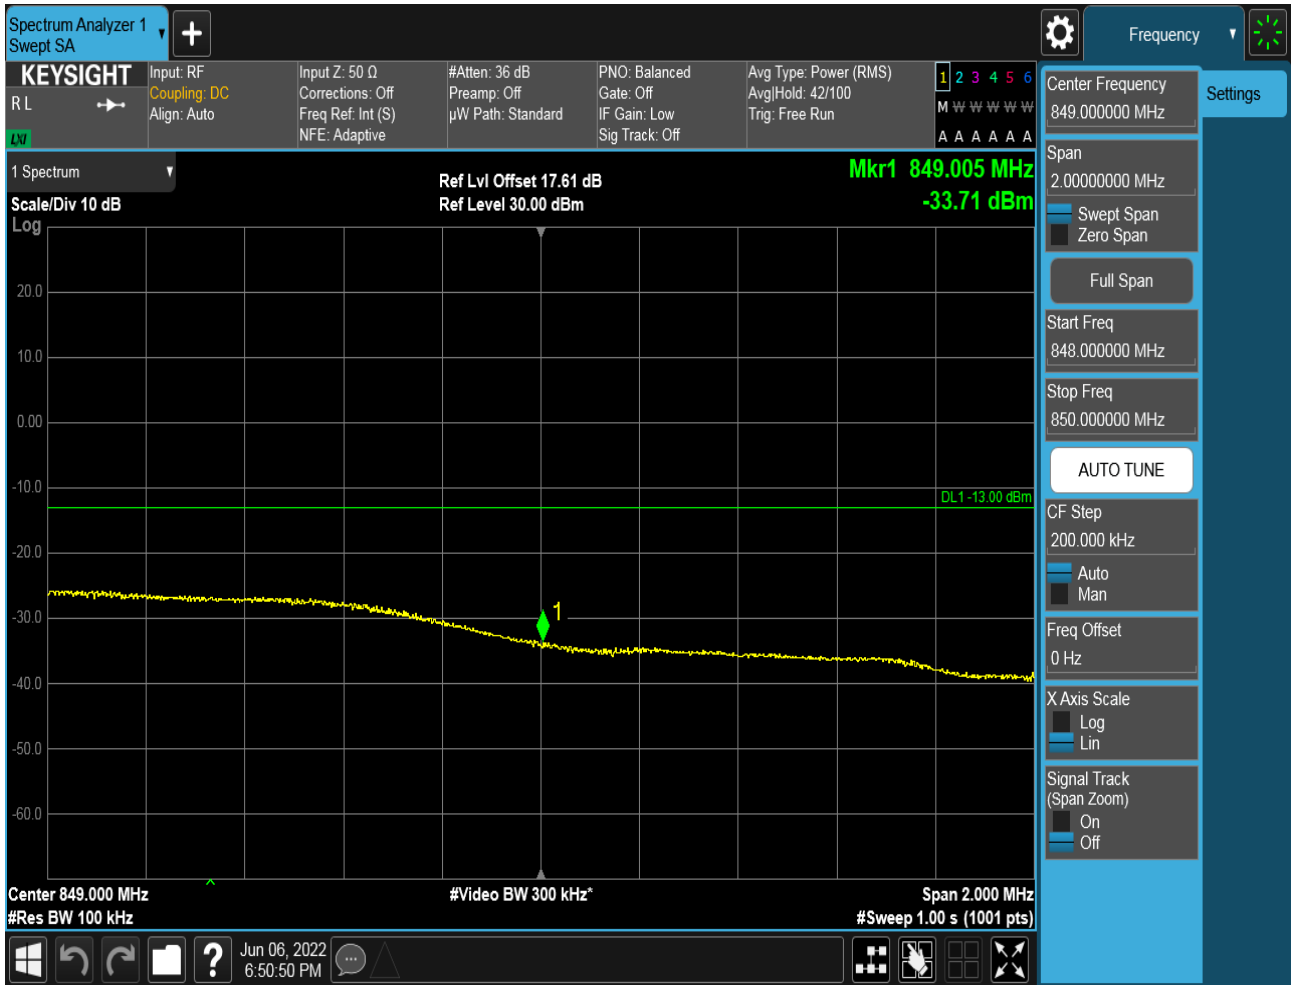 Spectrum Analyzer 1
Swept SA
+
Frequency
KEYSIGHT
R L
LXI
Input: RF
Coupling: DC
Align: Auto
Input Z: 50 Ω
Corrections: Off
Freq Ref: Int (S)
NFE: Adaptive
#Atten: 36 dB
Preamp: Off
µW Path: Standard
PNO: Balanced
Gate: Off
IF Gain: Low
Sig Track: Off
Avg Type: Power (RMS)
Avg|Hold: 42/100
Trig: Free Run
1 2 3 4 5 6
M W W W W W
A A A A A A
1 Spectrum
Scale/Div 10 dB
Log
Ref Lvl Offset 17.61 dB
Ref Level 30.00 dBm
Mkr1 849.005 MHz
-33.71 dBm
20.0
10.0
0.00
-10.0
DL1 -13.00 dBm
-20.0
-30.0
1
-40.0
-50.0
-60.0
Center 849.000 MHz
#Res BW 100 kHz
#Video BW 300 kHz*
Span 2.000 MHz
#Sweep 1.00 s (1001 pts)
?
Jun 06, 2022
6:50:50 PM
Settings
Center Frequency
849.000000 MHz
Span
2.00000000 MHz
Swept Span
Zero Span
Full Span
Start Freq
848.000000 MHz
Stop Freq
850.000000 MHz
AUTO TUNE
CF Step
200.000 kHz
Auto
Man
Freq Offset
0 Hz
X Axis Scale
Log
Lin
Signal Track
(Span Zoom)
On
Off